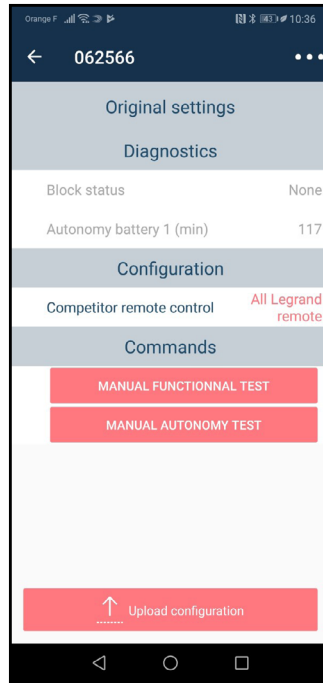 Orange F 43 10:36
062566
Original settings
Diagnostics
Block status None
Autonomy battery 1 (min) 117
Configuration
Competitor remote control All Legrand
remote
Commands
MANUAL FUNCTIONNAL TEST
MANUAL AUTONOMY TEST
Upload configuration